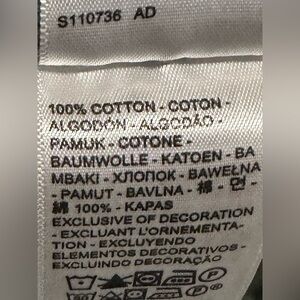 S110736 AD
100% COTTON - COTON -
ALGODÓN - ALGODÃO -
PAMUK - COTONE -
BAUMWOLLE - KATOEN - BA
MBAKI - ХЛОПОК - BAWEŁNA
- PAMUT - BAVLNA - 棉 - 면 -
綿 100% - KAPAS
EXCLUSIVE OF DECORATION
- EXCLUANT L'ORNEMENTA-
TION - EXCLUYENDO
ELEMENTOS DECORATIVOS -
EXCLUINDO DECORAÇÃO